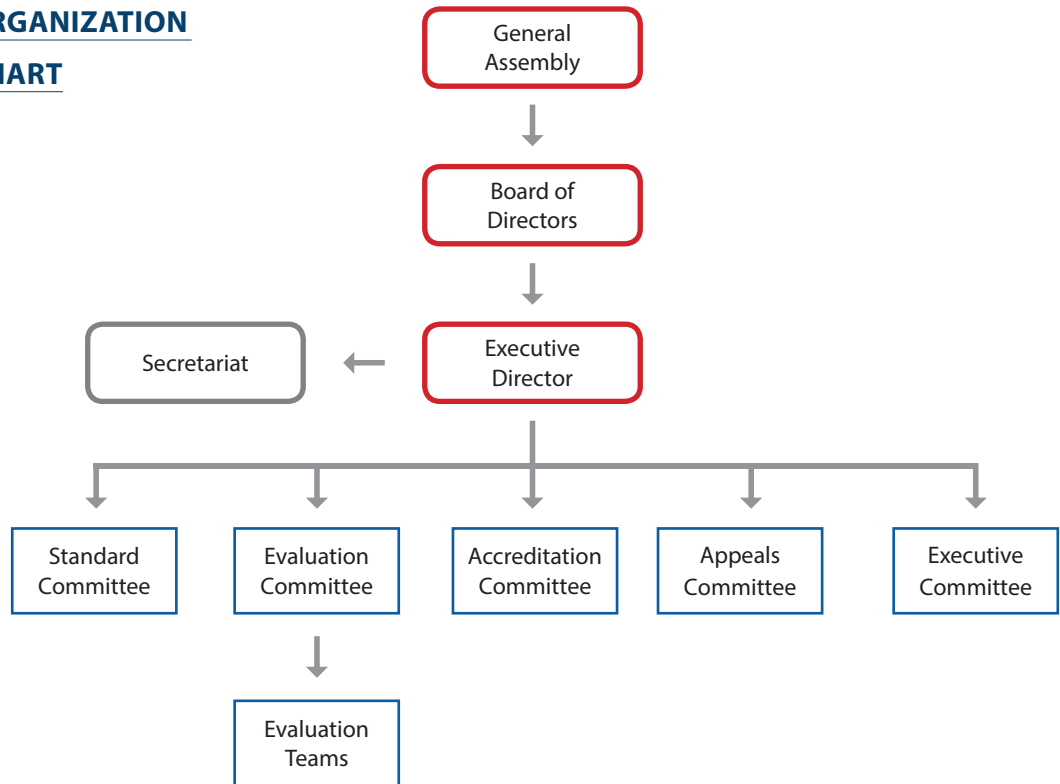 RGANIZATION
HART
General
Assembly
Board of
Directors
Secretariat
Executive
Director
Standard
Committee
Evaluation
Committee
Accreditation
Committee
Appeals
Committee
Executive
Committee
Evaluation
Teams